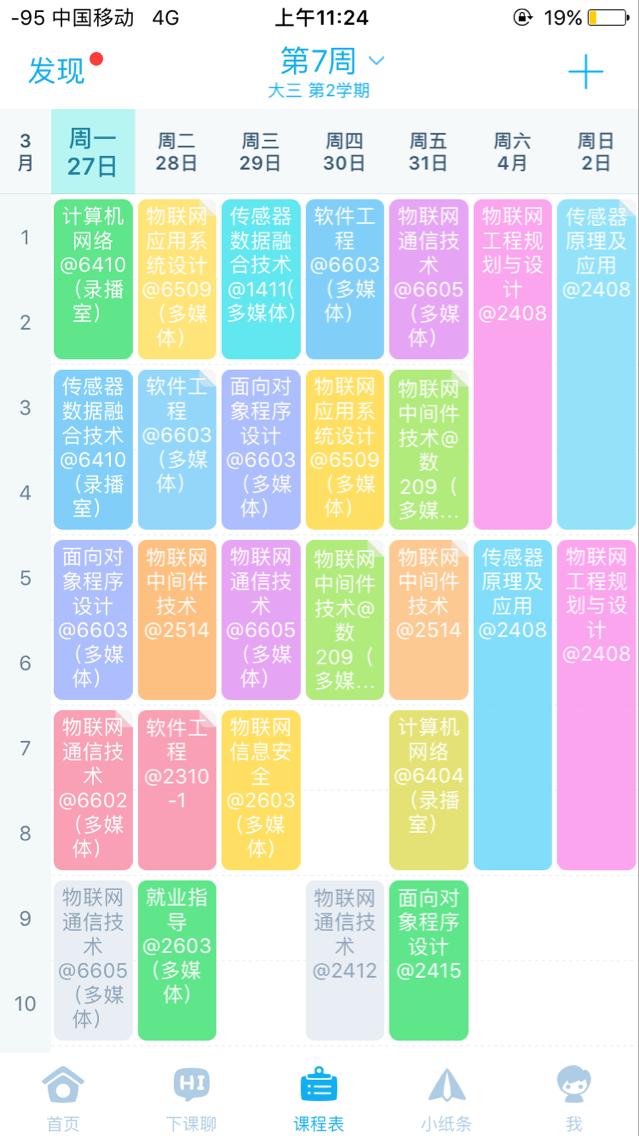 -95 中国移动 4G 上午11:24 19%
发现 第7周
大三 第2学期
3月 周一 周二 周三 周四 周五 周六 周日
27日 28日 29日 30日 31日 4月 2日
1
2
计算机
网络
@6410
（录播
室）
物联网
应用系
统设计
@6509
（多媒
体）
传感器
数据融
合技术
@1411(
多媒体)
软件工
程
@6603
（多媒
体）
物联网
通信技
术
@6605
（多媒
体）
物联网
工程规
划与设
计
@2408
传感器
原理及
应用
@2408
3
4
传感器
数据融
合技术
@6410
（录播
室）
软件工
程
@6603
（多媒
体）
面向对
象程序
设计
@6603
（多媒
体）
物联网
应用系
统设计
@6509
（多媒
体）
物联网
中间件
技术@
数
209（
多媒...
5
6
面向对
象程序
设计
@6603
（多媒
体）
物联网
中间件
技术
@2514
物联网
通信技
术
@6605
（多媒
体）
物联网
中间件
技术@
数
209（
多媒...
物联网
中间件
技术
@2514
传感器
原理及
应用
@2408
物联网
工程规
划与设
计
@2408
7
8
物联网
通信技
术
@6602
（多媒
体）
软件工
程
@2310
-1
物联网
信息安
全
@2603
（多媒
体）
计算机
网络
@6404
（录播
室）
9
10
物联网
通信技
术
@6605
（多媒
体）
就业指
导
@2603
（多媒
体）
物联网
通信技
术
@2412
面向对
象程序
设计
@2415
首页 下课聊 课程表 小纸条 我
HI